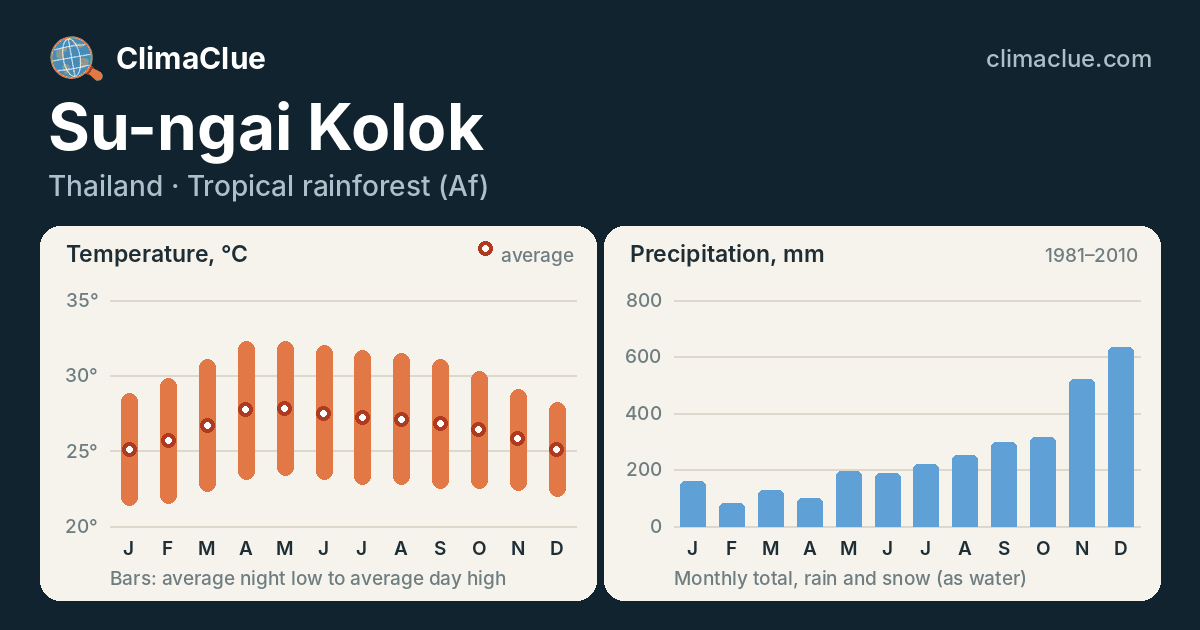 ClimaClue
climaclue.com
Su-ngai Kolok
Thailand · Tropical rainforest (Af)
Temperature, °C
average
35°
30°
25°
20°
J F M A M J J A S O N D
Bars: average night low to average day high
Precipitation, mm
1981–2010
800
600
400
200
0
J F M A M J J A S O N D
Monthly total, rain and snow (as water)